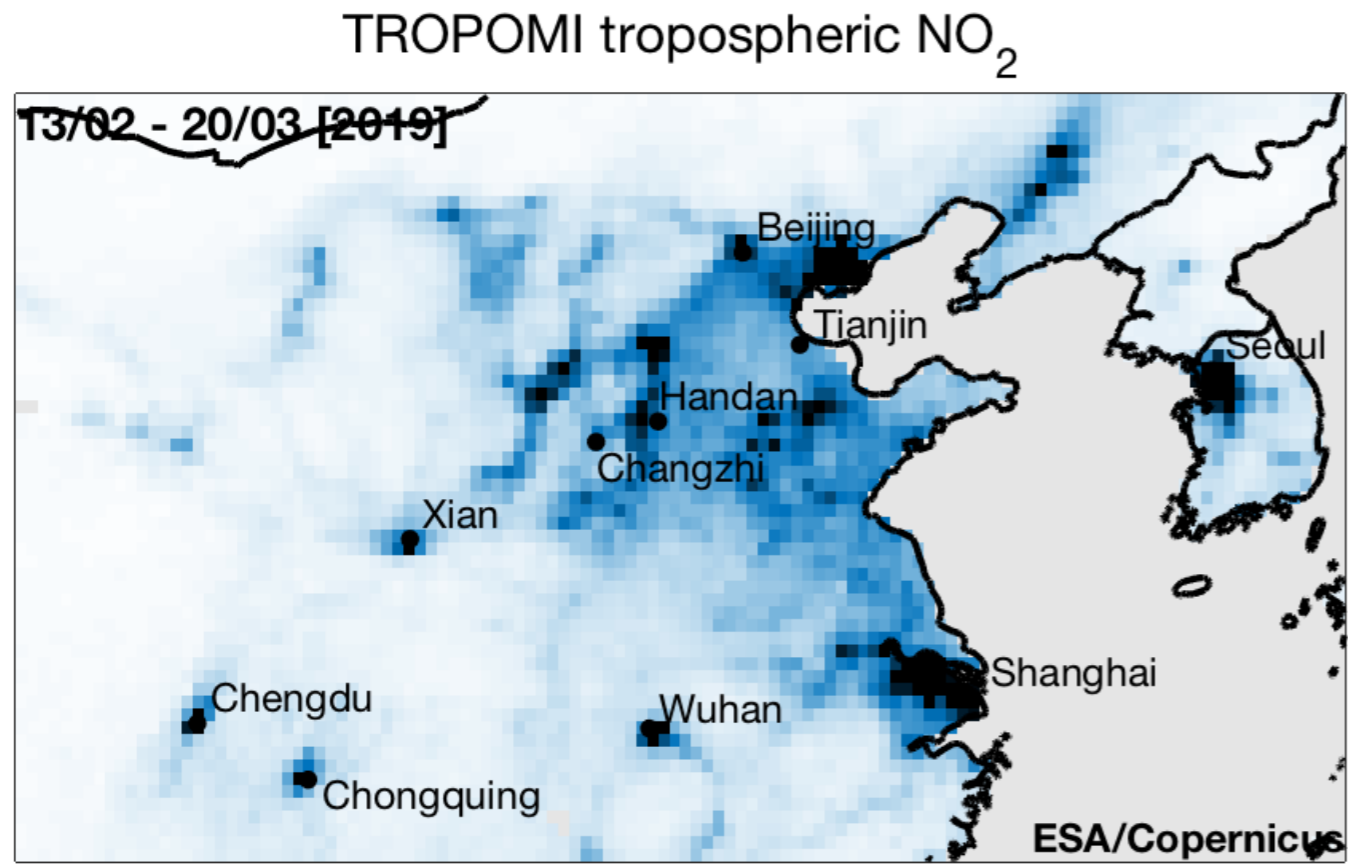 TROPOMI tropospheric NO₂
13/02 - 20/03 [2019]
Beijing
Tianjin
Seoul
Handan
Changzhi
Xian
Shanghai
Chengdu
Wuhan
Chongquing
ESA/Copernicus